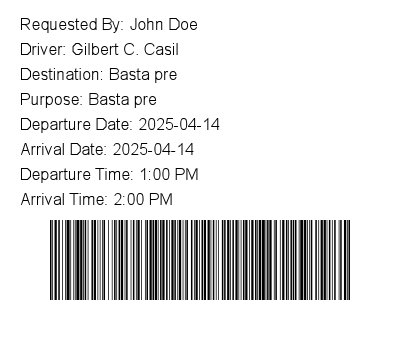 Requested By: John Doe
Driver: Gilbert C. Casil
Destination: Basta pre
Purpose: Basta pre
Departure Date: 2025-04-14
Arrival Date: 2025-04-14
Departure Time: 1:00 PM
Arrival Time: 2:00 PM